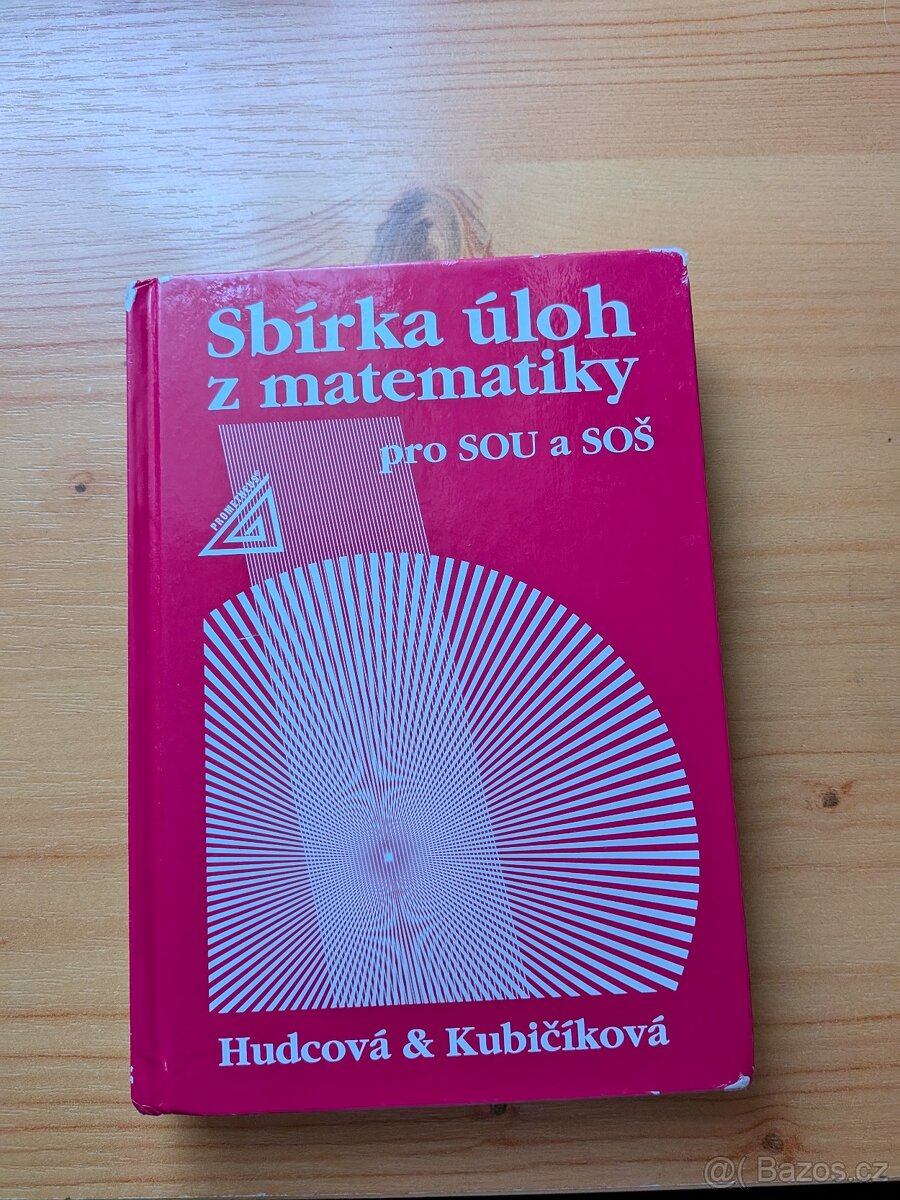 Sbírka úloh
z matematiky
pro SOU a SOŠ
PROMETHEUS
Hudcová & Kubičíková
@( Bazos.cz